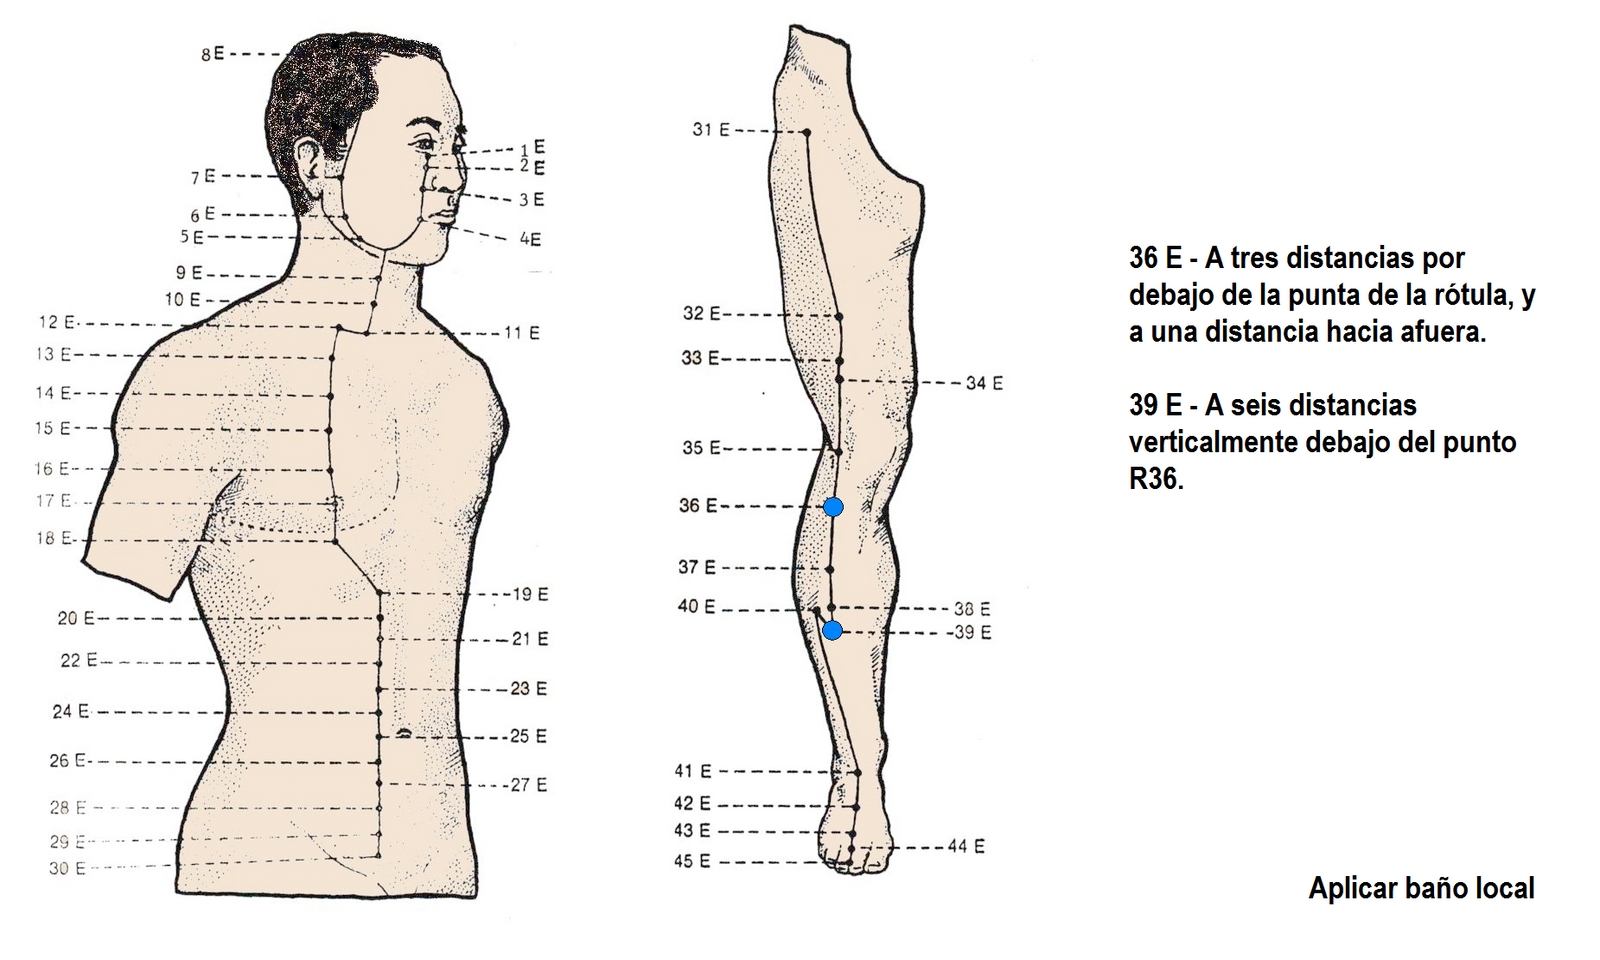 8E
1 E
2 E
7 E
3 E
6 E
5 E
4E
9 E
10 E
12 E
11 E
13 E
14 E
15 E
16 E
17 E
18 E
19 E
20 E
21 E
22 E
23 E
24 E
25 E
26 E
27 E
28 E
29 E
30 E
31 E
32 E
33 E
34 E
35 E
36 E
37 E
40 E
38 E
39 E
41 E
42 E
43 E
44 E
45 E
36 E - A tres distancias por
debajo de la punta de la rótula, y
a una distancia hacia afuera.
39 E - A seis distancias
verticalmente debajo del punto
R36.
Aplicar baño local